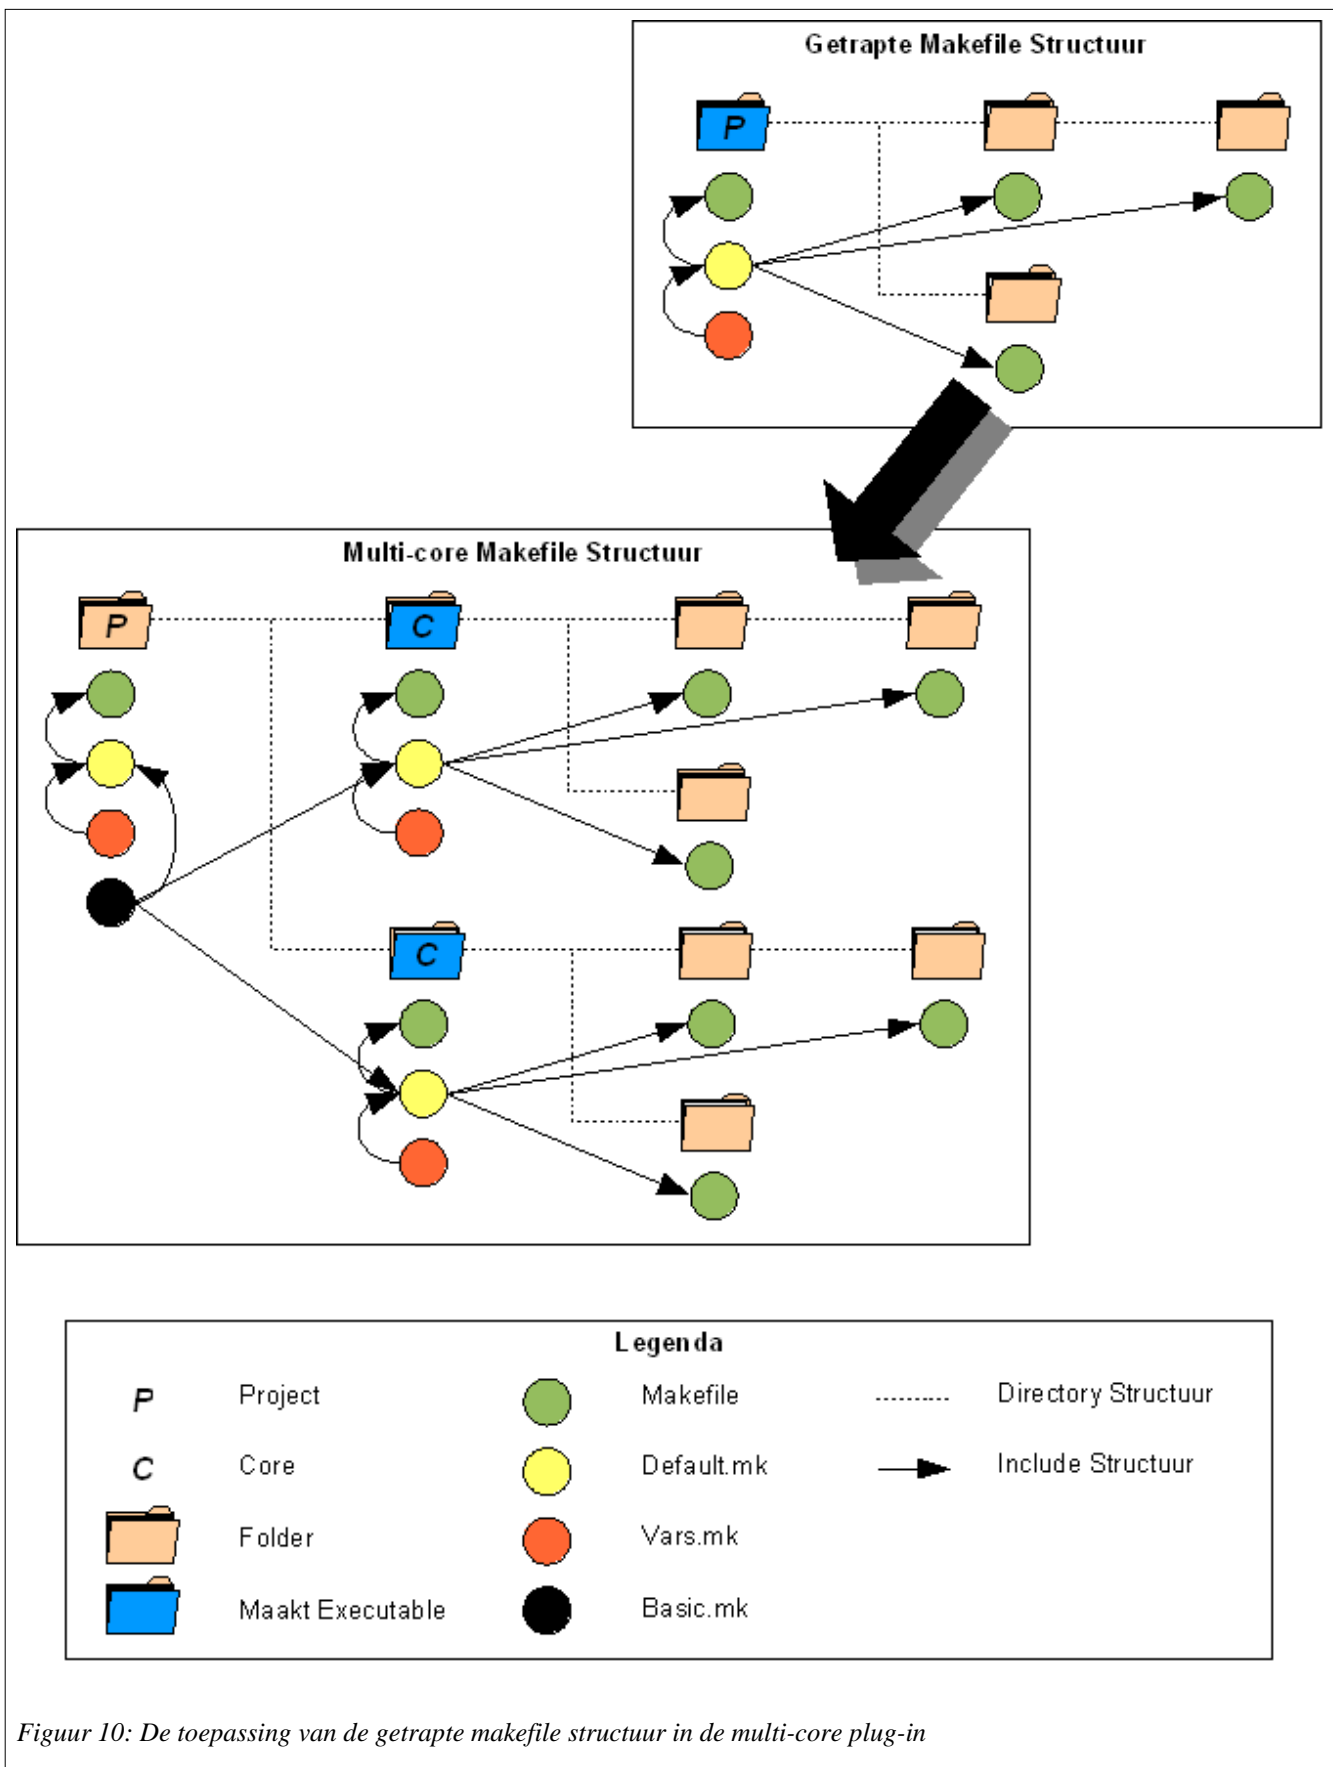 Getrapte Makefile Structuur
P
Multi-core Makefile Structuur
P
C
C
Legenda
P Project Makefile Directory Structuur
C Core Default.mk Include Structuur
Folder Vars.mk
Maakt Executable Basic.mk
Figuur 10: De toepassing van de getrapte makefile structuur in de multi-core plug-in